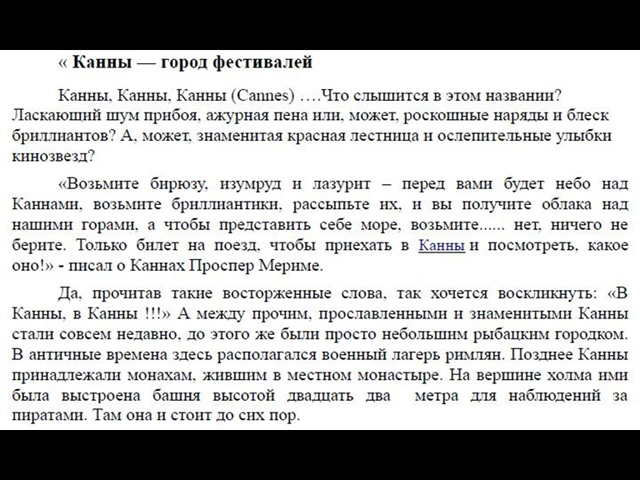 « Канны — город фестивалей
Канны, Канны, Канны (Cannes) ….Что слышится в этом названии?
Ласкающий шум прибоя, ажурная пена или, может, роскошные наряды и блеск
бриллиантов? А, может, знаменитая красная лестница и ослепительные улыбки
кинозвезд?
«Возьмите бирюзу, изумруд и лазурит – перед вами будет небо над
Каннами, возьмите бриллиантики, рассыпьте их, и вы получите облака над
нашими горами, а чтобы представить себе море, возьмите...... нет, ничего не
берите. Только билет на поезд, чтобы приехать в Канны и посмотреть, какое
оно!» - писал о Каннах Проспер Мериме.
Да, прочитав такие восторженные слова, так хочется воскликнуть: «В
Канны, в Канны !!!» А между прочим, прославленными и знаменитыми Канны
стали совсем недавно, до этого же были просто небольшим рыбацким городком.
В античные времена здесь располагался военный лагерь римлян. Позднее Канны
принадлежали монахам, жившим в местном монастыре. На вершине холма ими
была выстроена башня высотой двадцать два метра для наблюдений за
пиратами. Там она и стоит до сих пор.